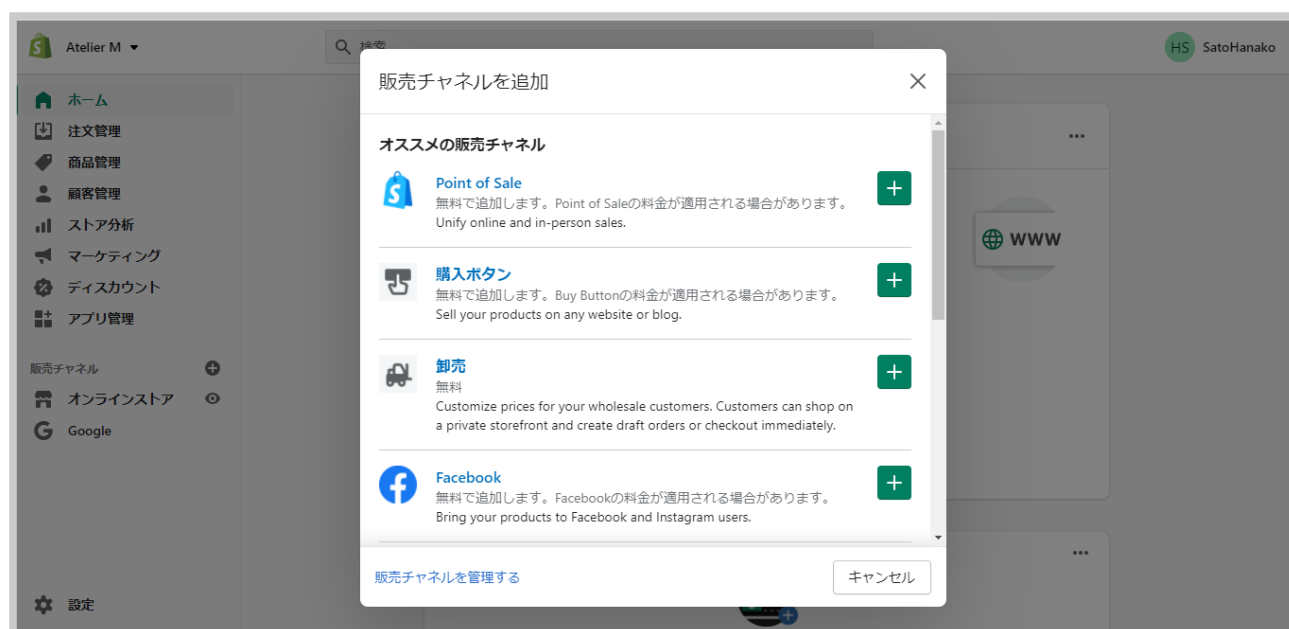 Atelier M
検索
HS
SatoHanako
ホーム
注文管理
商品管理
顧客管理
ストア分析
マーケティング
ディスカウント
アプリ管理
販売チャネル
オンラインストア
Google
設定
販売チャネルを追加
オススメの販売チャネル
Point of Sale
無料で追加します。Point of Saleの料金が適用される場合があります。
Unify online and in-person sales.
購入ボタン
無料で追加します。Buy Buttonの料金が適用される場合があります。
Sell your products on any website or blog.
卸売
無料
Customize prices for your wholesale customers. Customers can shop on
a private storefront and create draft orders or checkout immediately.
Facebook
無料で追加します。Facebookの料金が適用される場合があります。
Bring your products to Facebook and Instagram users.
販売チャネルを管理する
キャンセル
WWW